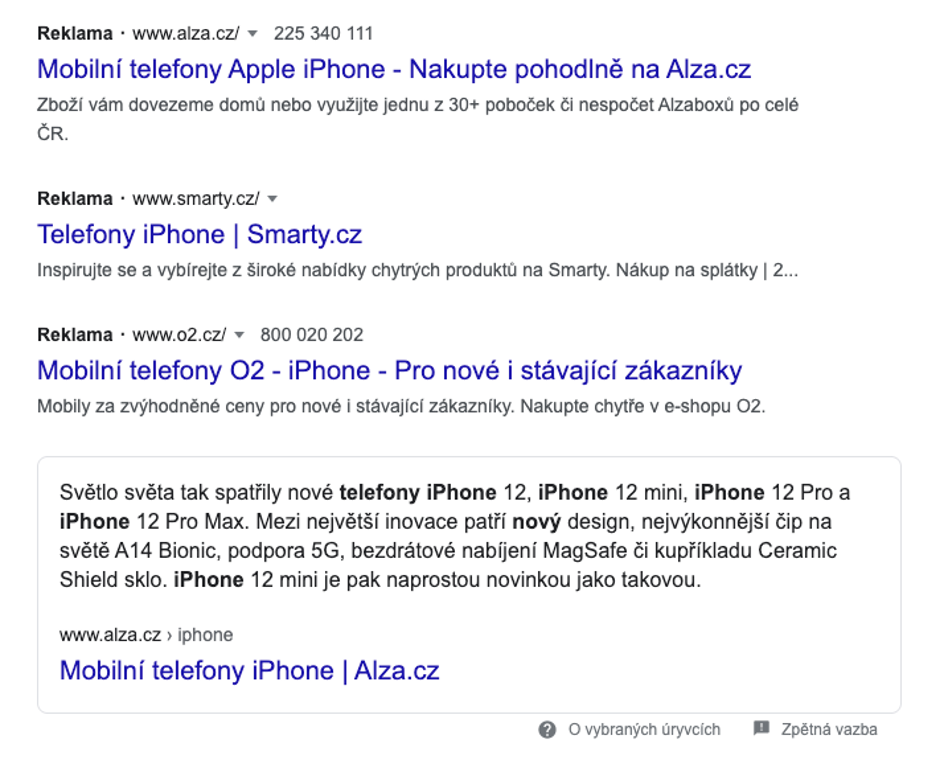 Reklama · www.alza.cz/ 225 340 111
Mobilní telefony Apple iPhone - Nakupte pohodlně na Alza.cz
Zboží vám dovezeme domů nebo využijte jednu z 30+ poboček či nespočet Alzaboxů po celé
ČR.
Reklama · www.smarty.cz/
Telefony iPhone | Smarty.cz
Inspirujte se a vybírejte z široké nabídky chytrých produktů na Smarty. Nákup na splátky | 2...
Reklama · www.o2.cz/ 800 020 202
Mobilní telefony O2 - iPhone - Pro nové i stávající zákazníky
Mobily za zvýhodněné ceny pro nové i stávající zákazníky. Nakupte chytře v e-shopu O2.
Světlo světa tak spatřily nové telefony iPhone 12, iPhone 12 mini, iPhone 12 Pro a
iPhone 12 Pro Max. Mezi největší inovace patří nový design, nejvýkonnější čip na
světě A14 Bionic, podpora 5G, bezdrátové nabíjení MagSafe či kupříkladu Ceramic
Shield sklo. iPhone 12 mini je pak naprostou novinkou jako takovou.
www.alza.cz › iphone
Mobilní telefony iPhone | Alza.cz
O vybraných úryvcích Zpětná vazba